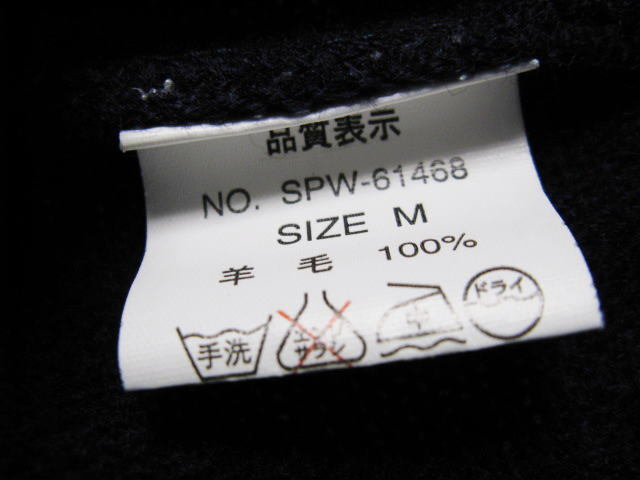 品質表示
NO. SPW-61468
SIZE M
羊毛 100%
手洗 エンソ サラシ 中 ドライ